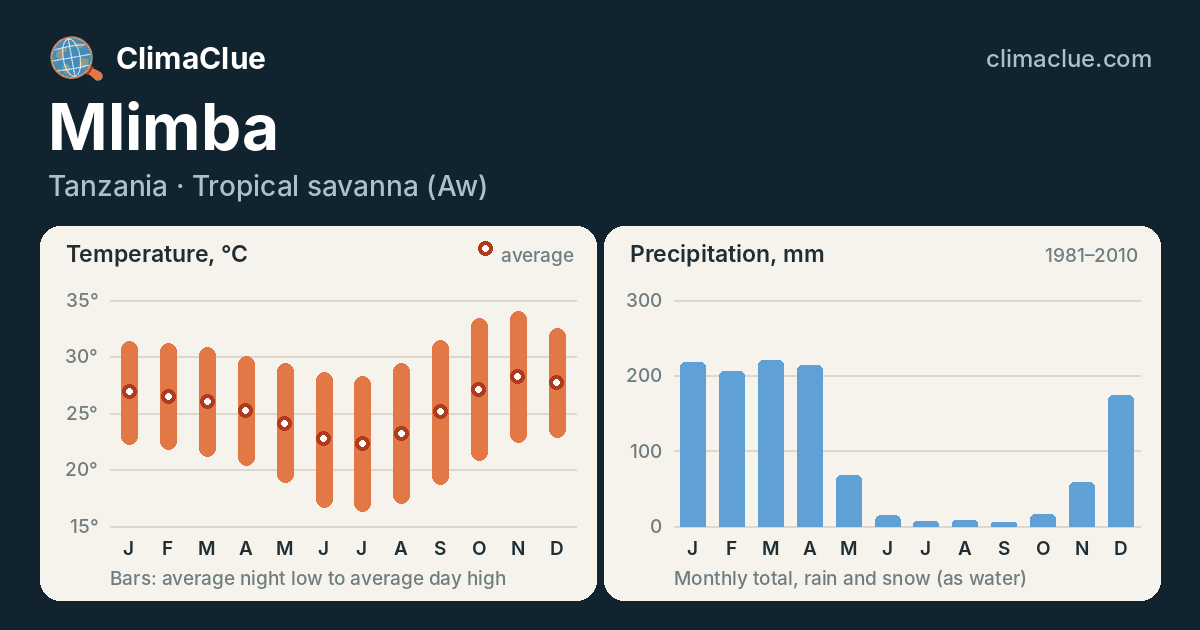 ClimaClue
climaclue.com
Mlimba
Tanzania · Tropical savanna (Aw)
Temperature, °C
average
35°
30°
25°
20°
15°
J F M A M J J A S O N D
Bars: average night low to average day high
Precipitation, mm
1981–2010
300
200
100
0
J F M A M J J A S O N D
Monthly total, rain and snow (as water)